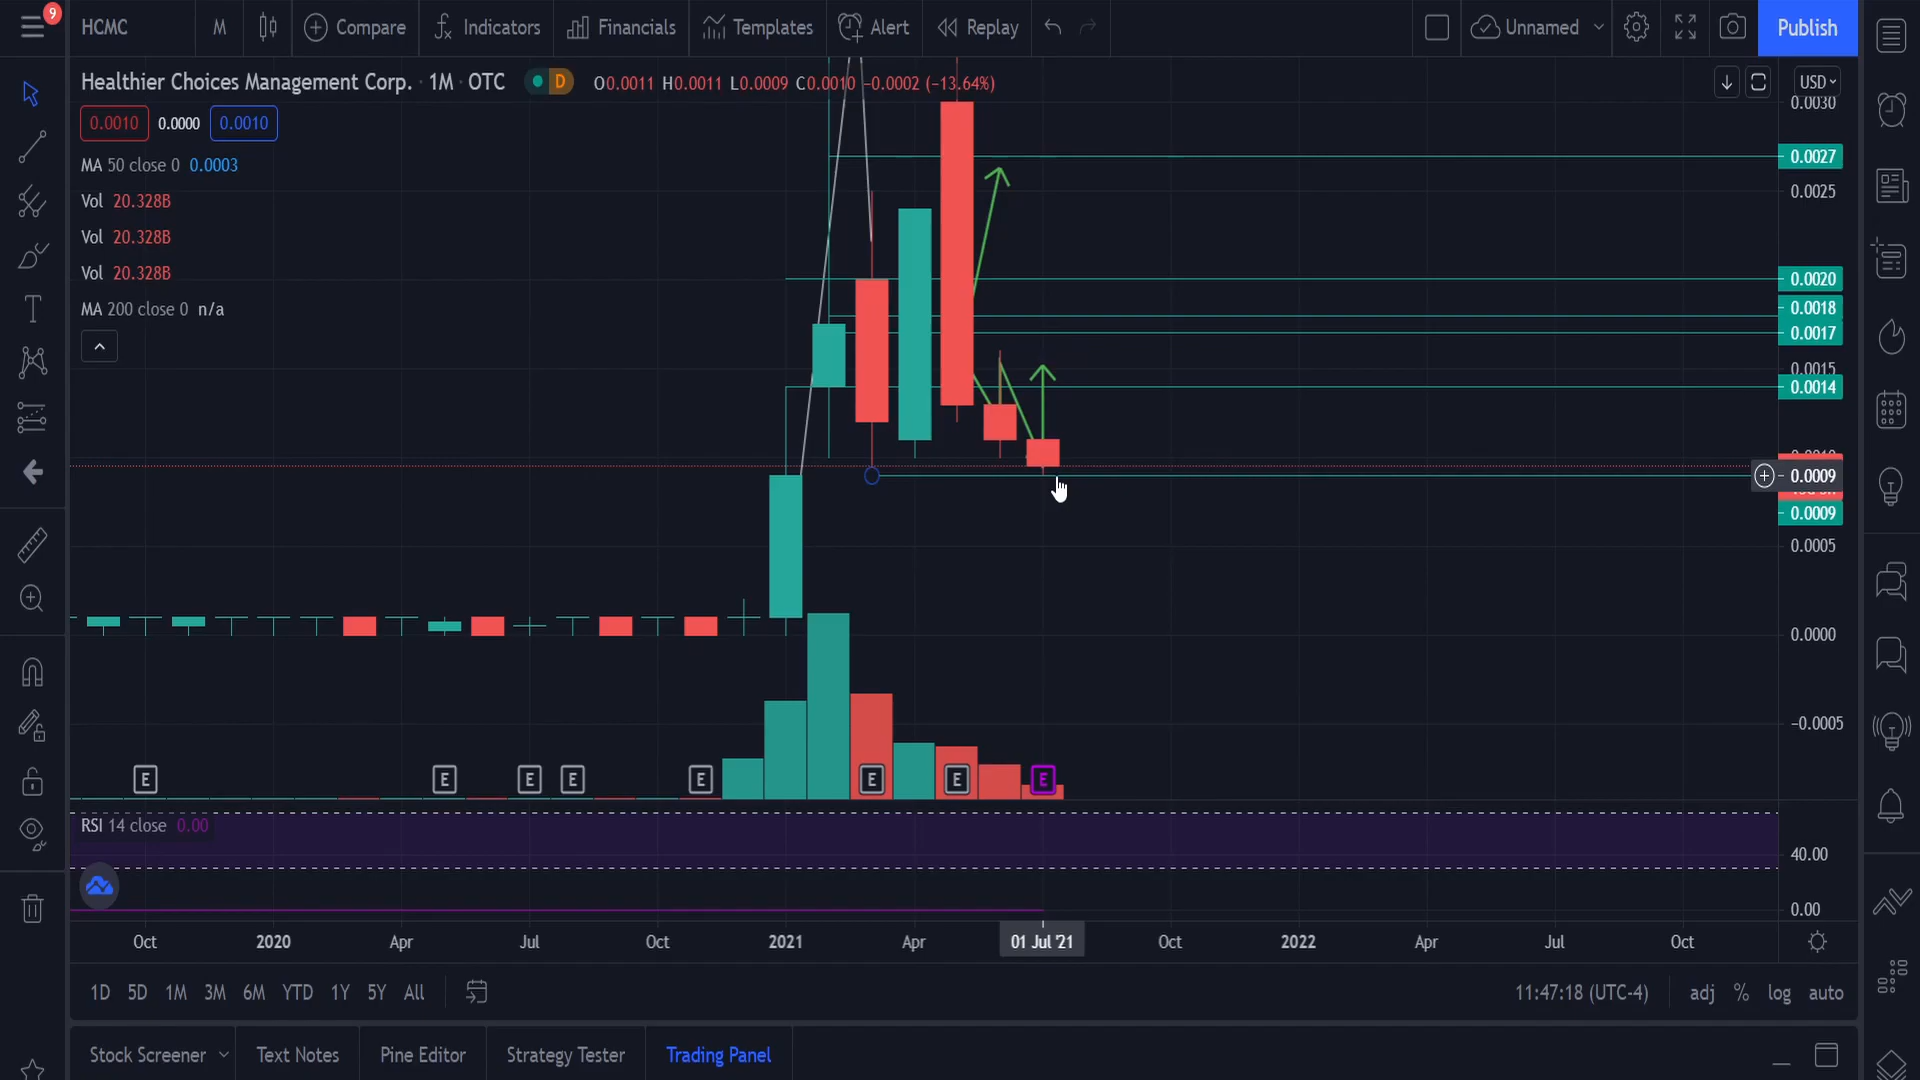 9
HCMC M Compare Indicators Financials Templates Alert Replay Unnamed Publish
Healthier Choices Management Corp. · 1M · OTC D O0.0011 H0.0011 L0.0009 C0.0010 −0.0002 (−13.64%) USD
0.0030
0.0010 0.0000 0.0010
MA 50 close 0 0.0003
0.0027
0.0025
Vol 20.328B
Vol 20.328B
Vol 20.328B
0.0020
MA 200 close 0 n/a
0.0018
0.0017
0.0015
0.0014
0.0009
0.0009
0.0005
0.0000
−0.0005
E E E E E E E E
RSI 14 close 0.00
40.00
0.00
Oct 2020 Apr Jul Oct 2021 Apr 01 Jul '21 Oct 2022 Apr Jul Oct
1D 5D 1M 3M 6M YTD 1Y 5Y All 11:47:18 (UTC-4) adj % log auto
Stock Screener Text Notes Pine Editor Strategy Tester Trading Panel